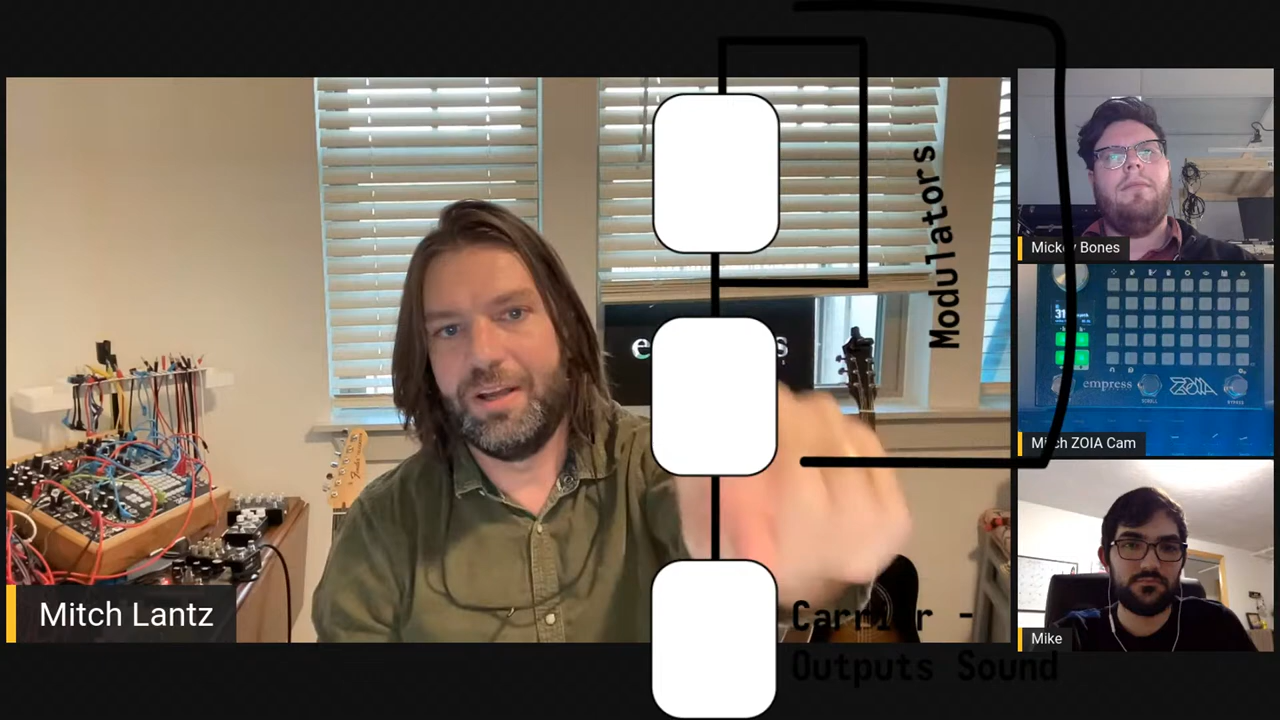 Modulators
Mickey Bones
empress
ZOIA
Mitch ZOIA Cam
Mitch Lantz
Carrier -
Outputs Sound
Mike